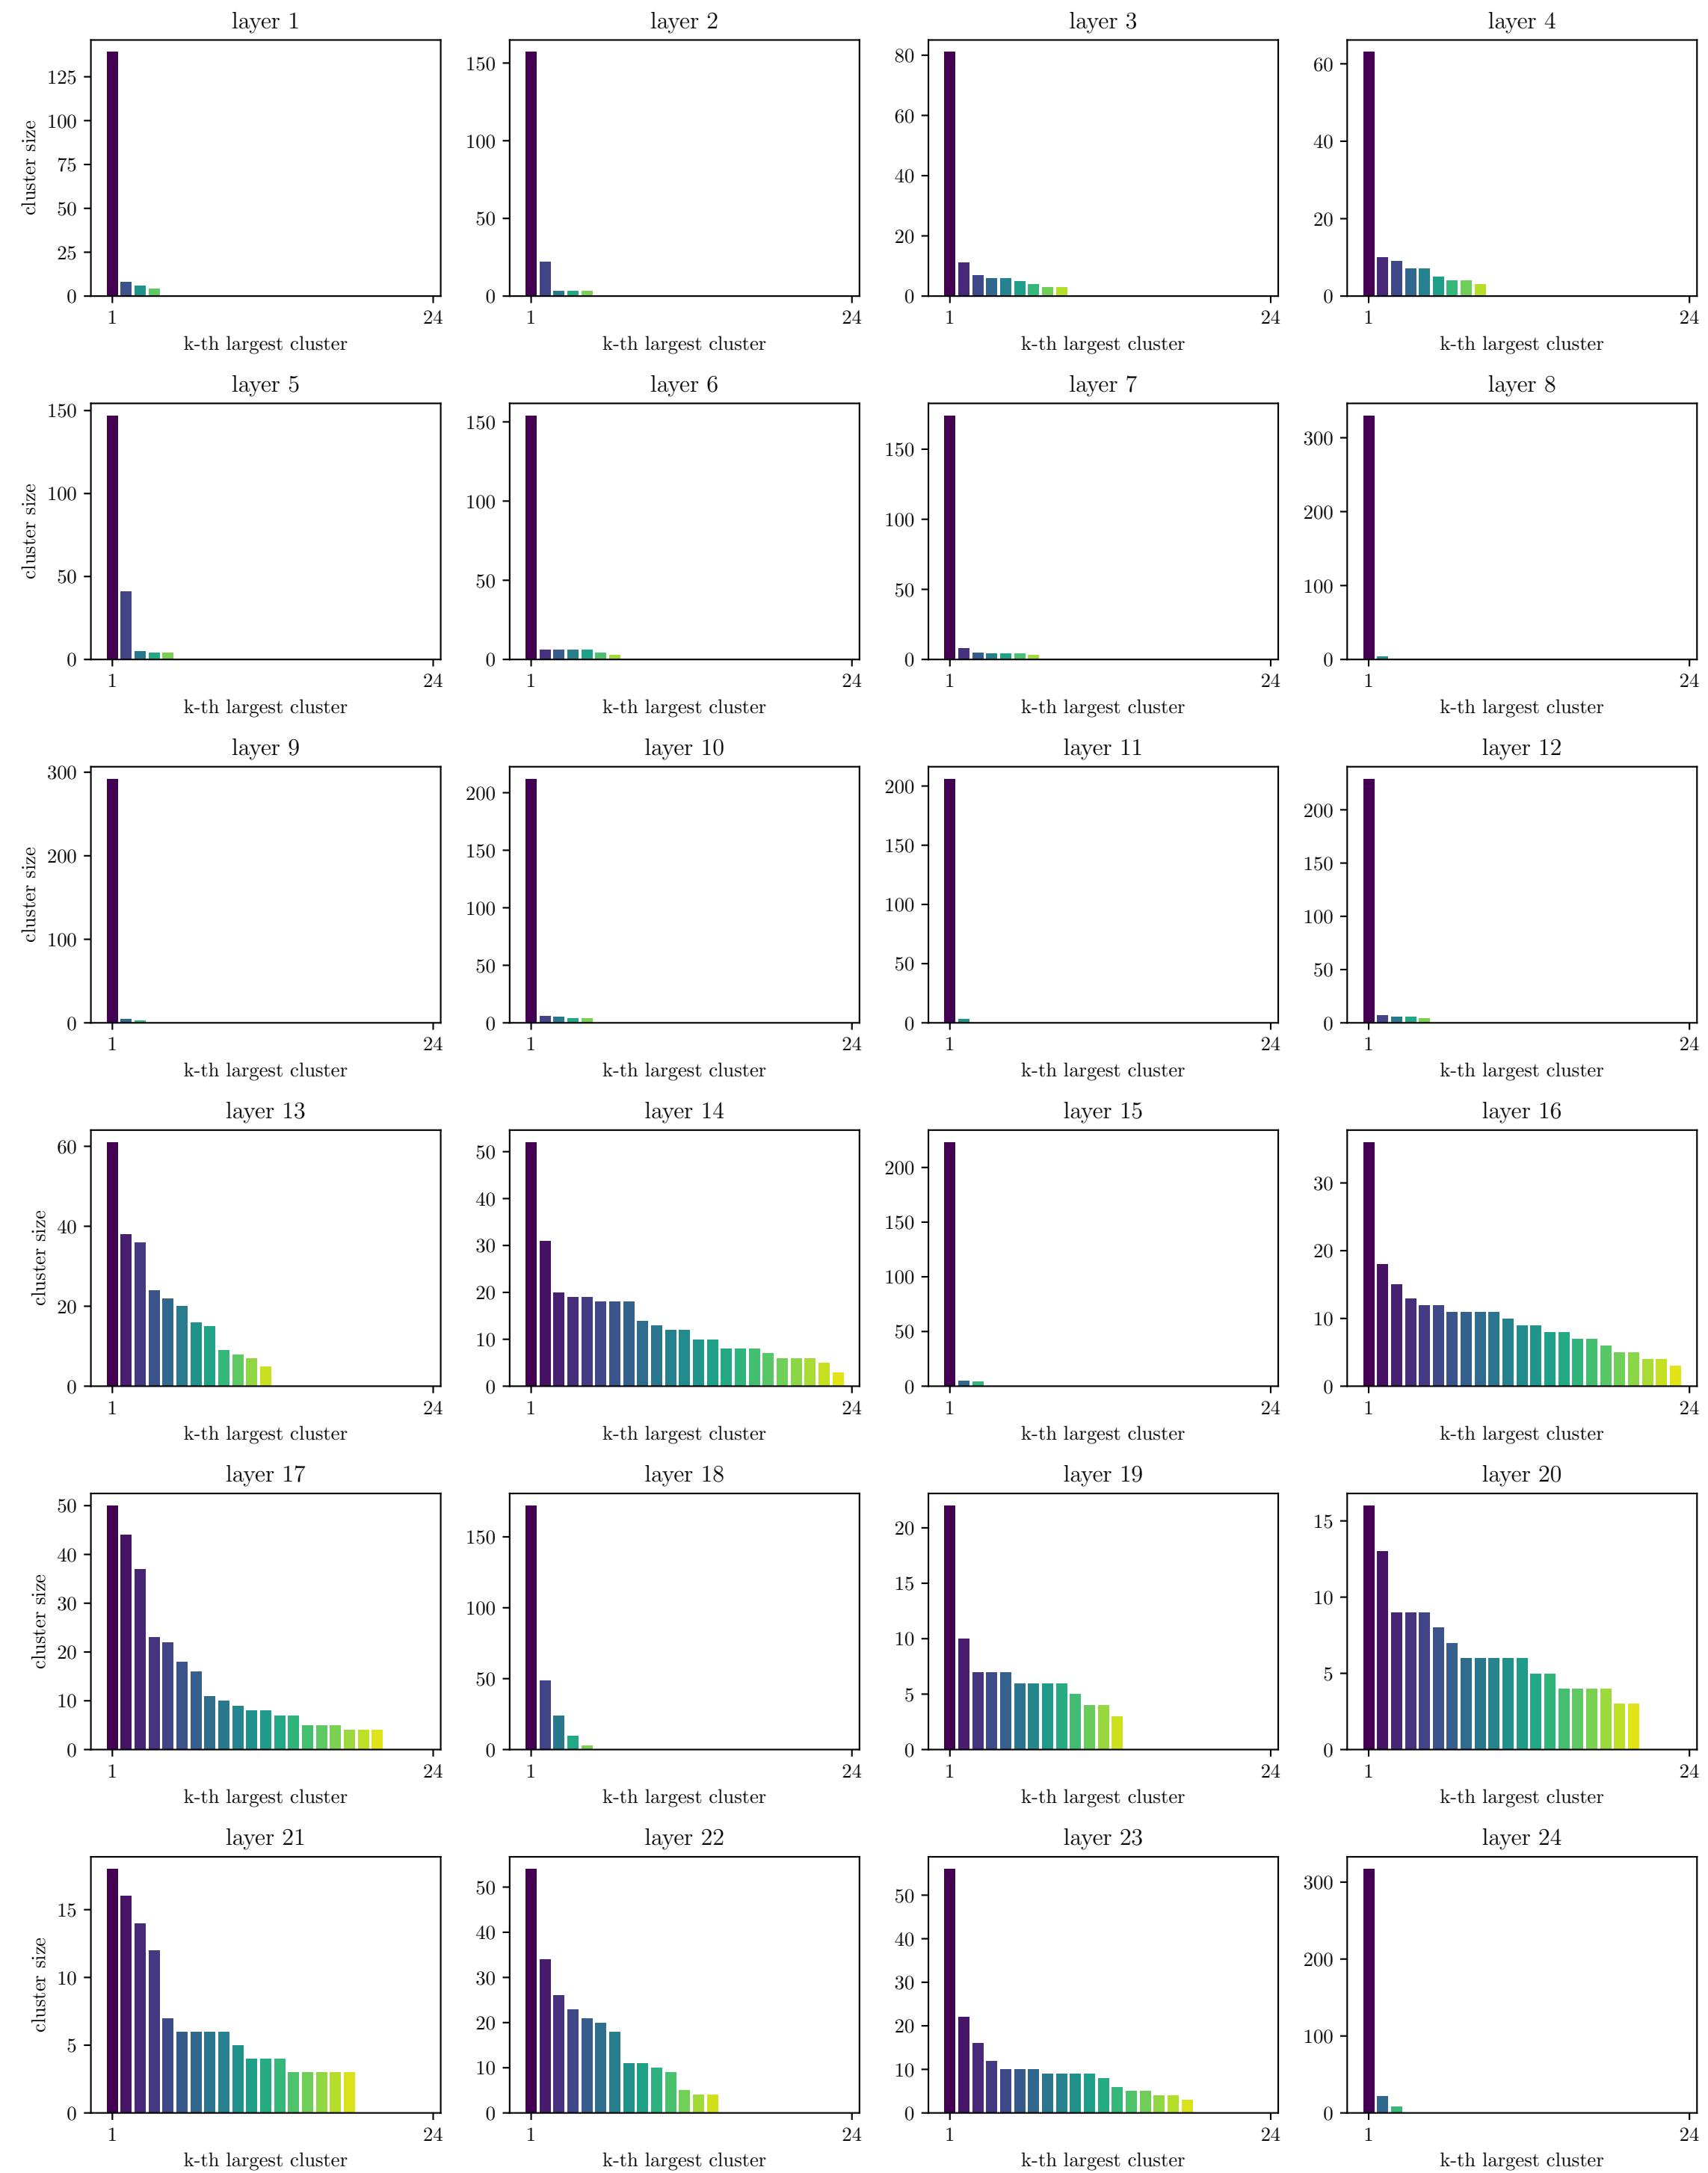 layer 1
layer 2
layer 3
layer 4
cluster size
125
100
75
50
25
0
150
100
50
0
80
60
40
20
0
60
40
20
0
1
24
1
24
1
24
1
24
k-th largest cluster
k-th largest cluster
k-th largest cluster
k-th largest cluster
layer 5
layer 6
layer 7
layer 8
cluster size
150
100
50
0
150
100
50
0
150
100
50
0
300
200
100
0
1
24
1
24
1
24
1
24
k-th largest cluster
k-th largest cluster
k-th largest cluster
k-th largest cluster
layer 9
layer 10
layer 11
layer 12
cluster size
300
200
100
0
200
150
100
50
0
200
150
100
50
0
200
150
100
50
0
1
24
1
24
1
24
1
24
k-th largest cluster
k-th largest cluster
k-th largest cluster
k-th largest cluster
layer 13
layer 14
layer 15
layer 16
cluster size
60
40
20
0
50
40
30
20
10
0
200
150
100
50
0
30
20
10
0
1
24
1
24
1
24
1
24
k-th largest cluster
k-th largest cluster
k-th largest cluster
k-th largest cluster
layer 17
layer 18
layer 19
layer 20
cluster size
50
40
30
20
10
0
150
100
50
0
20
15
10
5
0
15
10
5
0
1
24
1
24
1
24
1
24
k-th largest cluster
k-th largest cluster
k-th largest cluster
k-th largest cluster
layer 21
layer 22
layer 23
layer 24
cluster size
15
10
5
0
50
40
30
20
10
0
50
40
30
20
10
0
300
200
100
0
1
24
1
24
1
24
1
24
k-th largest cluster
k-th largest cluster
k-th largest cluster
k-th largest cluster